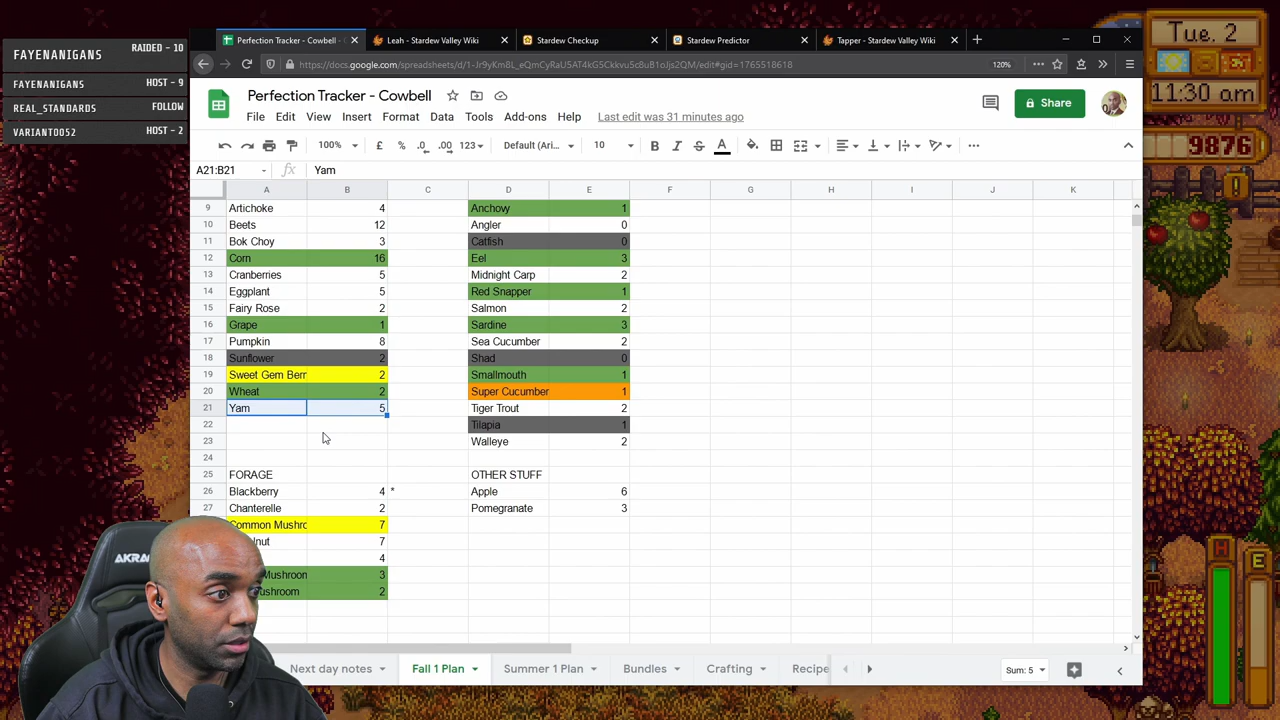 FAYENANIGANS RAIDED - 10
FAYENANIGANS HOST - 9
REAL_STANDARDS FOLLOW
VARIANT0052 HOST - 2
Perfection Tracker - Cowbell - G
Leah - Stardew Valley Wiki
Stardew Checkup
Stardew Predictor
Tapper - Stardew Valley Wiki
Perfection Tracker - Cowbell
120%
File Edit View Insert Format Data Tools Add-ons Help Last edit was 31 minutes ago
Share
100% £ % .0 .00 123 Default (Ari... 10 B I S A
A21:B21 fx Yam
A B C D E F G H I J K
9 Artichoke 4 Anchovy 1
10 Beets 12 Angler 0
11 Bok Choy 3 Catfish 0
12 Corn 16 Eel 3
13 Cranberries 5 Midnight Carp 2
14 Eggplant 5 Red Snapper 1
15 Fairy Rose 2 Salmon 2
16 Grape 1 Sardine 3
17 Pumpkin 8 Sea Cucumber 2
18 Sunflower 2 Shad 0
19 Sweet Gem Berr 2 Smallmouth 1
20 Wheat 2 Super Cucumber 1
21 Yam 5 Tiger Trout 2
22 Tilapia 1
23 Walleye 2
24
25 FORAGE OTHER STUFF
26 Blackberry 4 * Apple 6
27 Chanterelle 2 Pomegranate 3
Common Mushro 7
lnut 7
4
Mushroom 3
ushroom 2
Next day notes Fall 1 Plan Summer 1 Plan Bundles Crafting Recipe Sum: 5
Tue. 2
11:30 am
9876
H E
AKRA